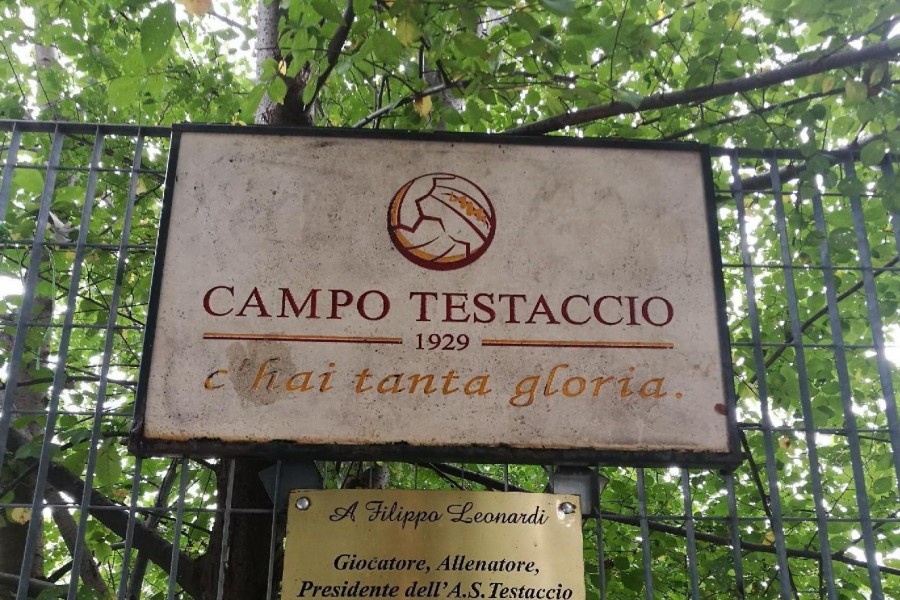 CAMPO TESTACCIO
1929
c'hai tanta gloria.
A Filippo Leonardi
Giocatore, Allenatore,
Presidente dell'A.S. Testaccio